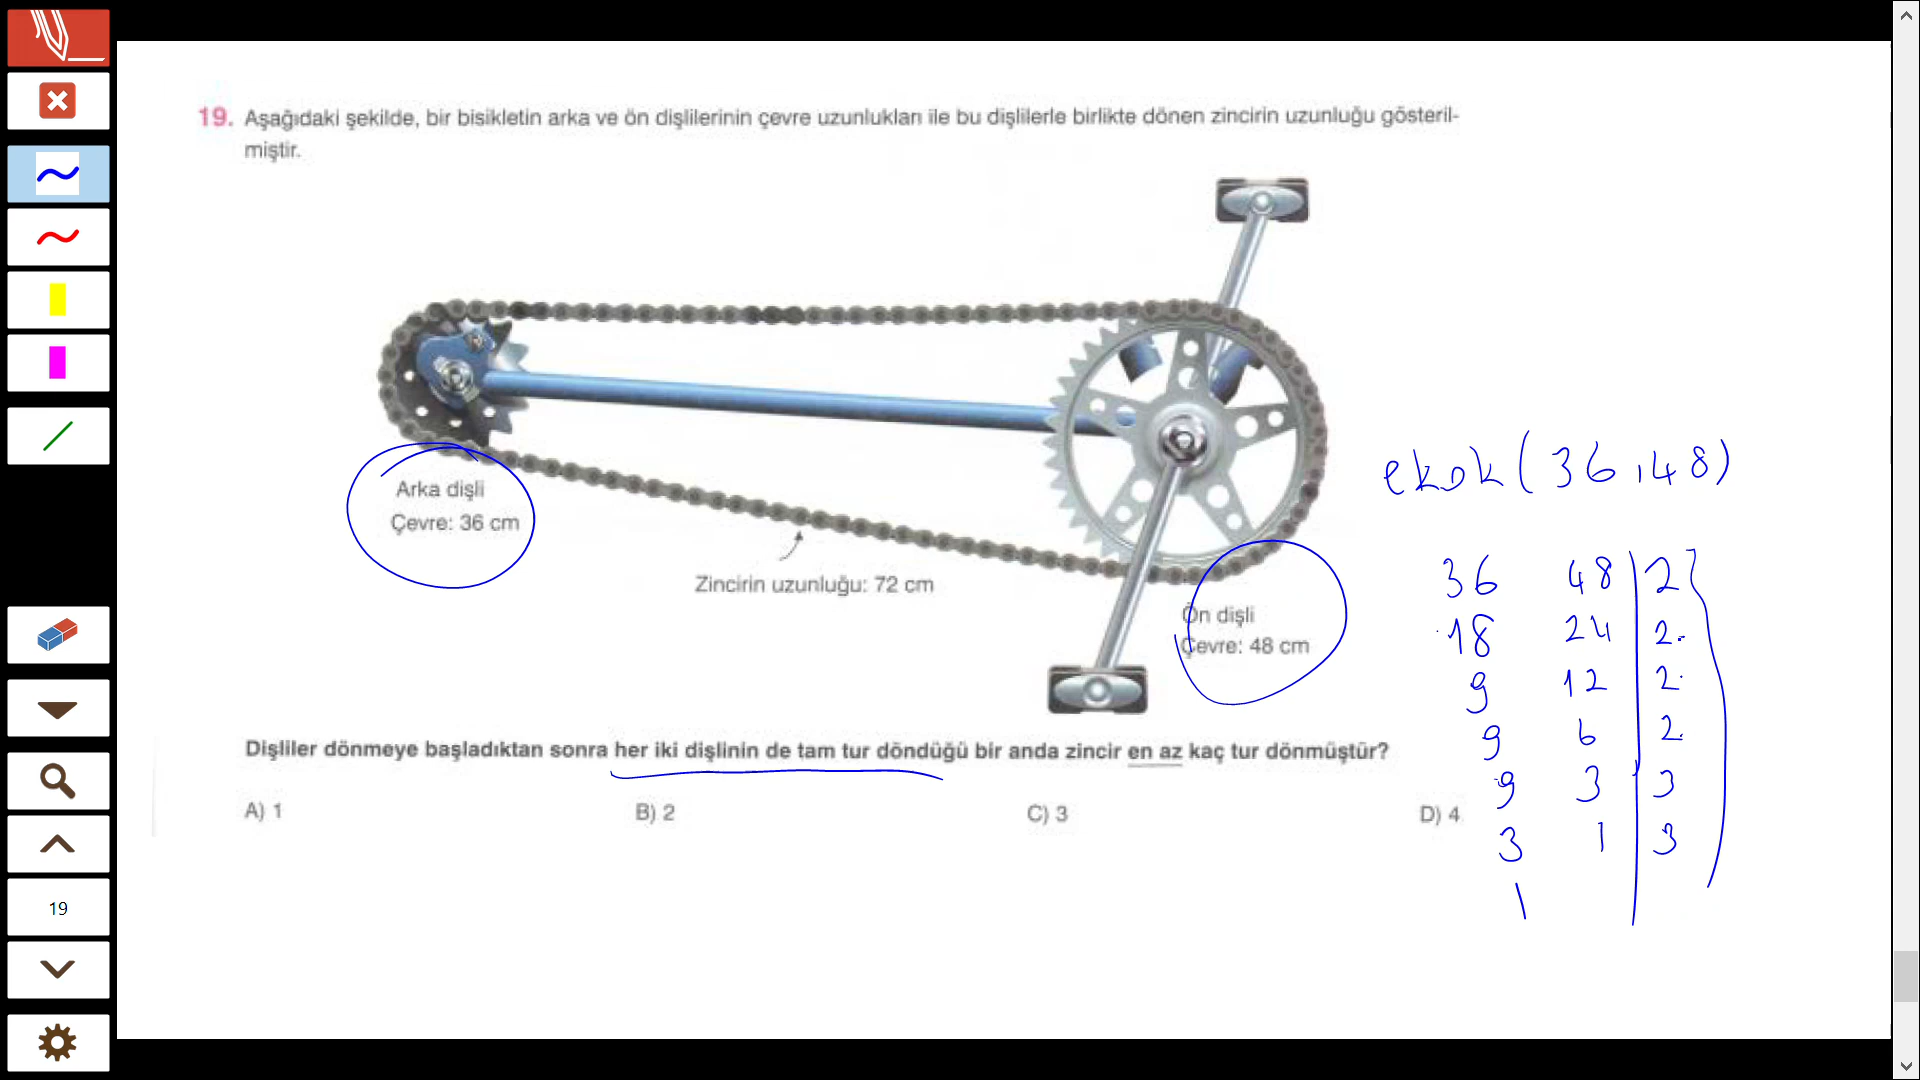 19. Aşağıdaki şekilde, bir bisikletin arka ve ön dişlilerinin çevre uzunlukları ile bu dişlilerle birlikte dönen zincirin uzunluğu gösteril-
miştir.
Arka dişli
Çevre: 36 cm
Zincirin uzunluğu: 72 cm
Ön dişli
Çevre: 48 cm
Dişliler dönmeye başladıktan sonra her iki dişlinin de tam tur döndüğü bir anda zincir en az kaç tur dönmüştür?
A) 1 B) 2 C) 3 D) 4
ekok(36,48)
36 48 2
18 24 2
9 12 2
9 6 2
9 3 3
3 1 3
1
19